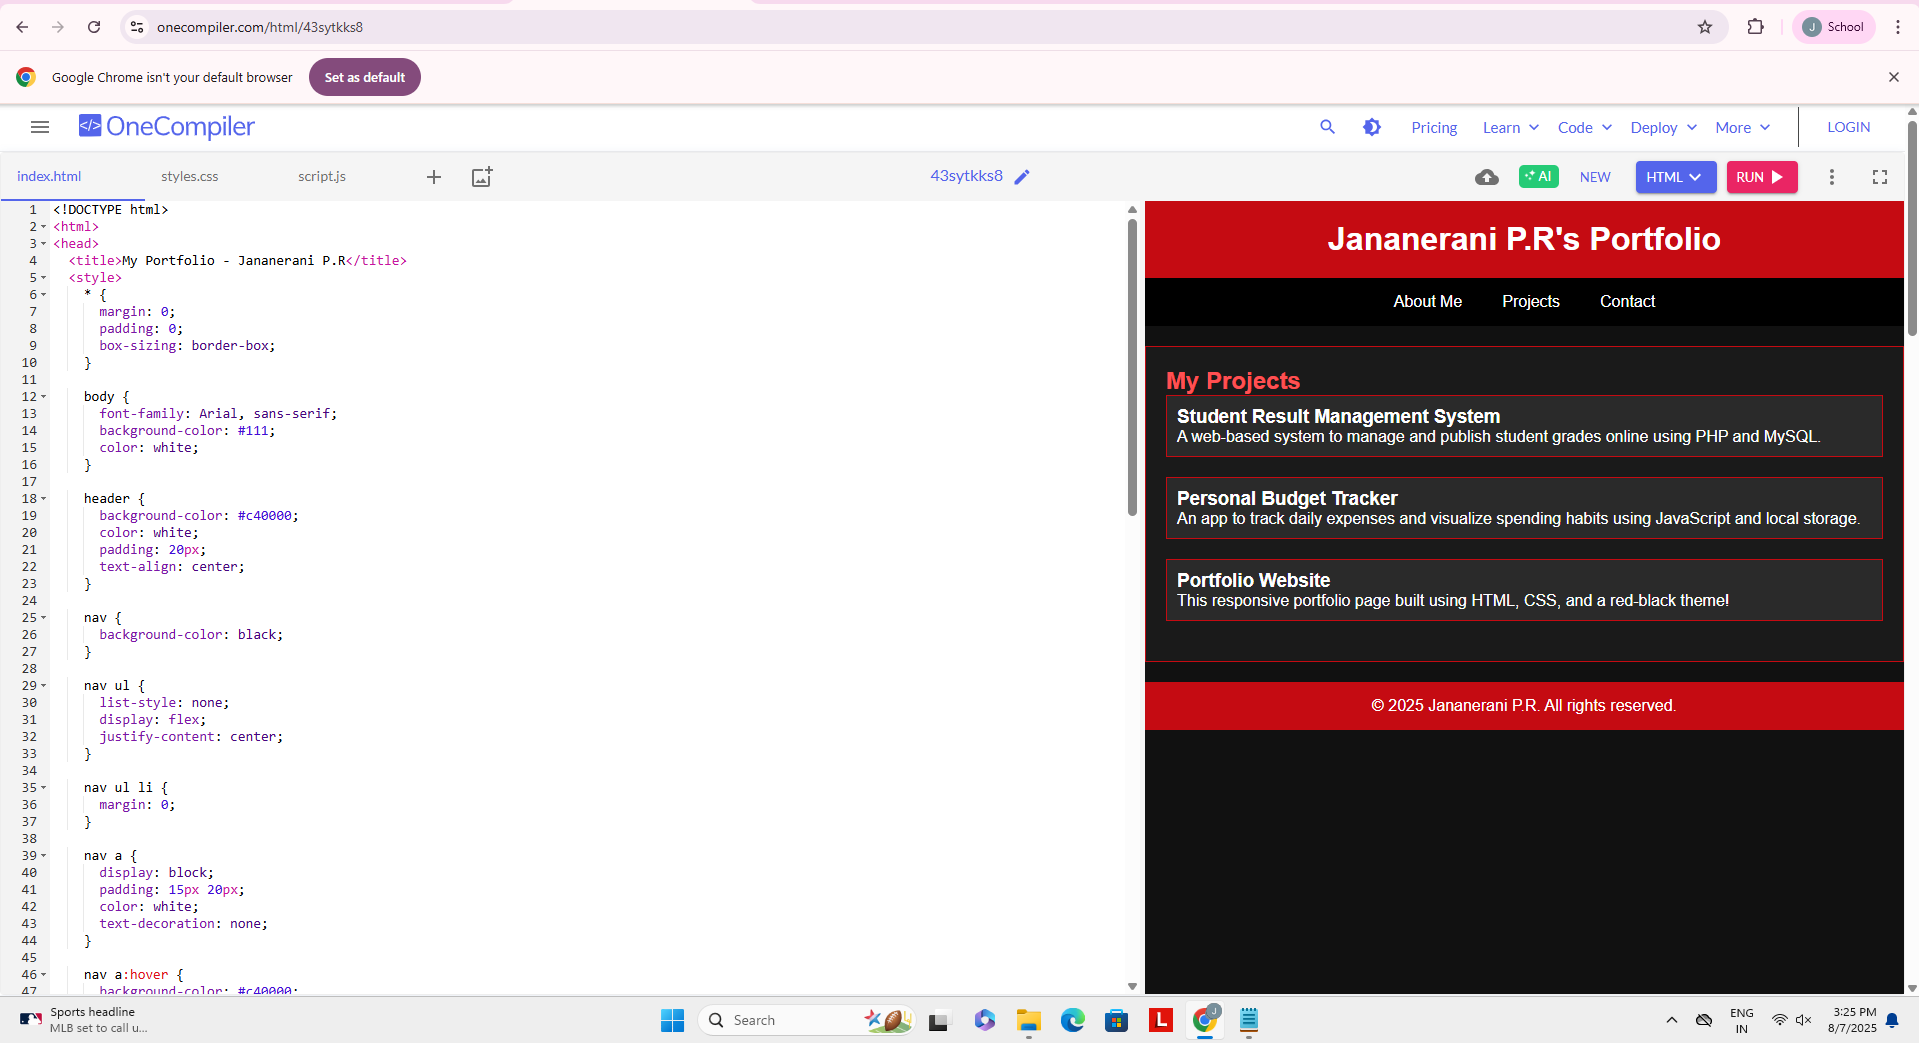 onecompiler.com/html/43sytkks8
J School
Google Chrome isn't your default browser Set as default
</> OneCompiler
Pricing Learn Code Deploy More LOGIN
index.html styles.css script.js 43sytkks8 AI NEW HTML RUN
1 <!DOCTYPE html>
2 <html>
3 <head>
4 <title>My Portfolio - Jananerani P.R</title>
5 <style>
6 * {
7 margin: 0;
8 padding: 0;
9 box-sizing: border-box;
10 }
11
12 body {
13 font-family: Arial, sans-serif;
14 background-color: #111;
15 color: white;
16 }
17
18 header {
19 background-color: #c40000;
20 color: white;
21 padding: 20px;
22 text-align: center;
23 }
24
25 nav {
26 background-color: black;
27 }
28
29 nav ul {
30 list-style: none;
31 display: flex;
32 justify-content: center;
33 }
34
35 nav ul li {
36 margin: 0;
37 }
38
39 nav a {
40 display: block;
41 padding: 15px 20px;
42 color: white;
43 text-decoration: none;
44 }
45
46 nav a:hover {
47 background-color: #c40000;
Jananerani P.R's Portfolio
About Me Projects Contact
My Projects
Student Result Management System
A web-based system to manage and publish student grades online using PHP and MySQL.
Personal Budget Tracker
An app to track daily expenses and visualize spending habits using JavaScript and local storage.
Portfolio Website
This responsive portfolio page built using HTML, CSS, and a red-black theme!
© 2025 Jananerani P.R. All rights reserved.
Sports headline
MLB set to call u...
Search
L
J
ENG
IN
3:25 PM
8/7/2025